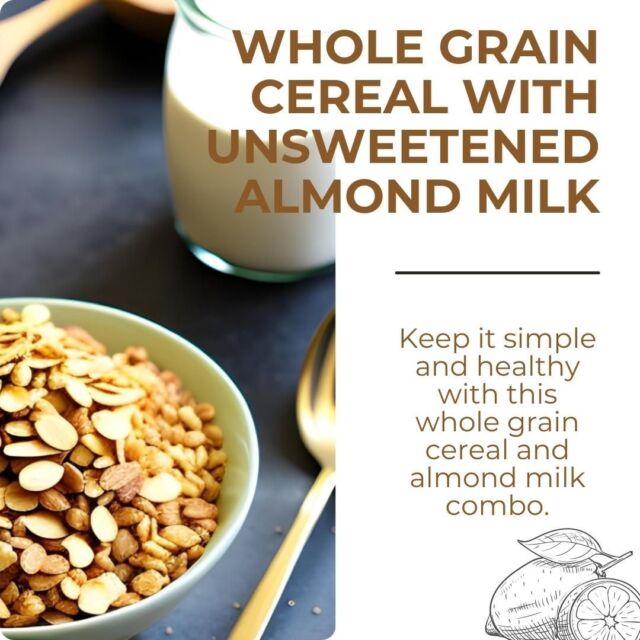 WHOLE GRAIN
CEREAL WITH
UNSWEETENED
ALMOND MILK
Keep it simple
and healthy
with this
whole grain
cereal and
almond milk
combo.